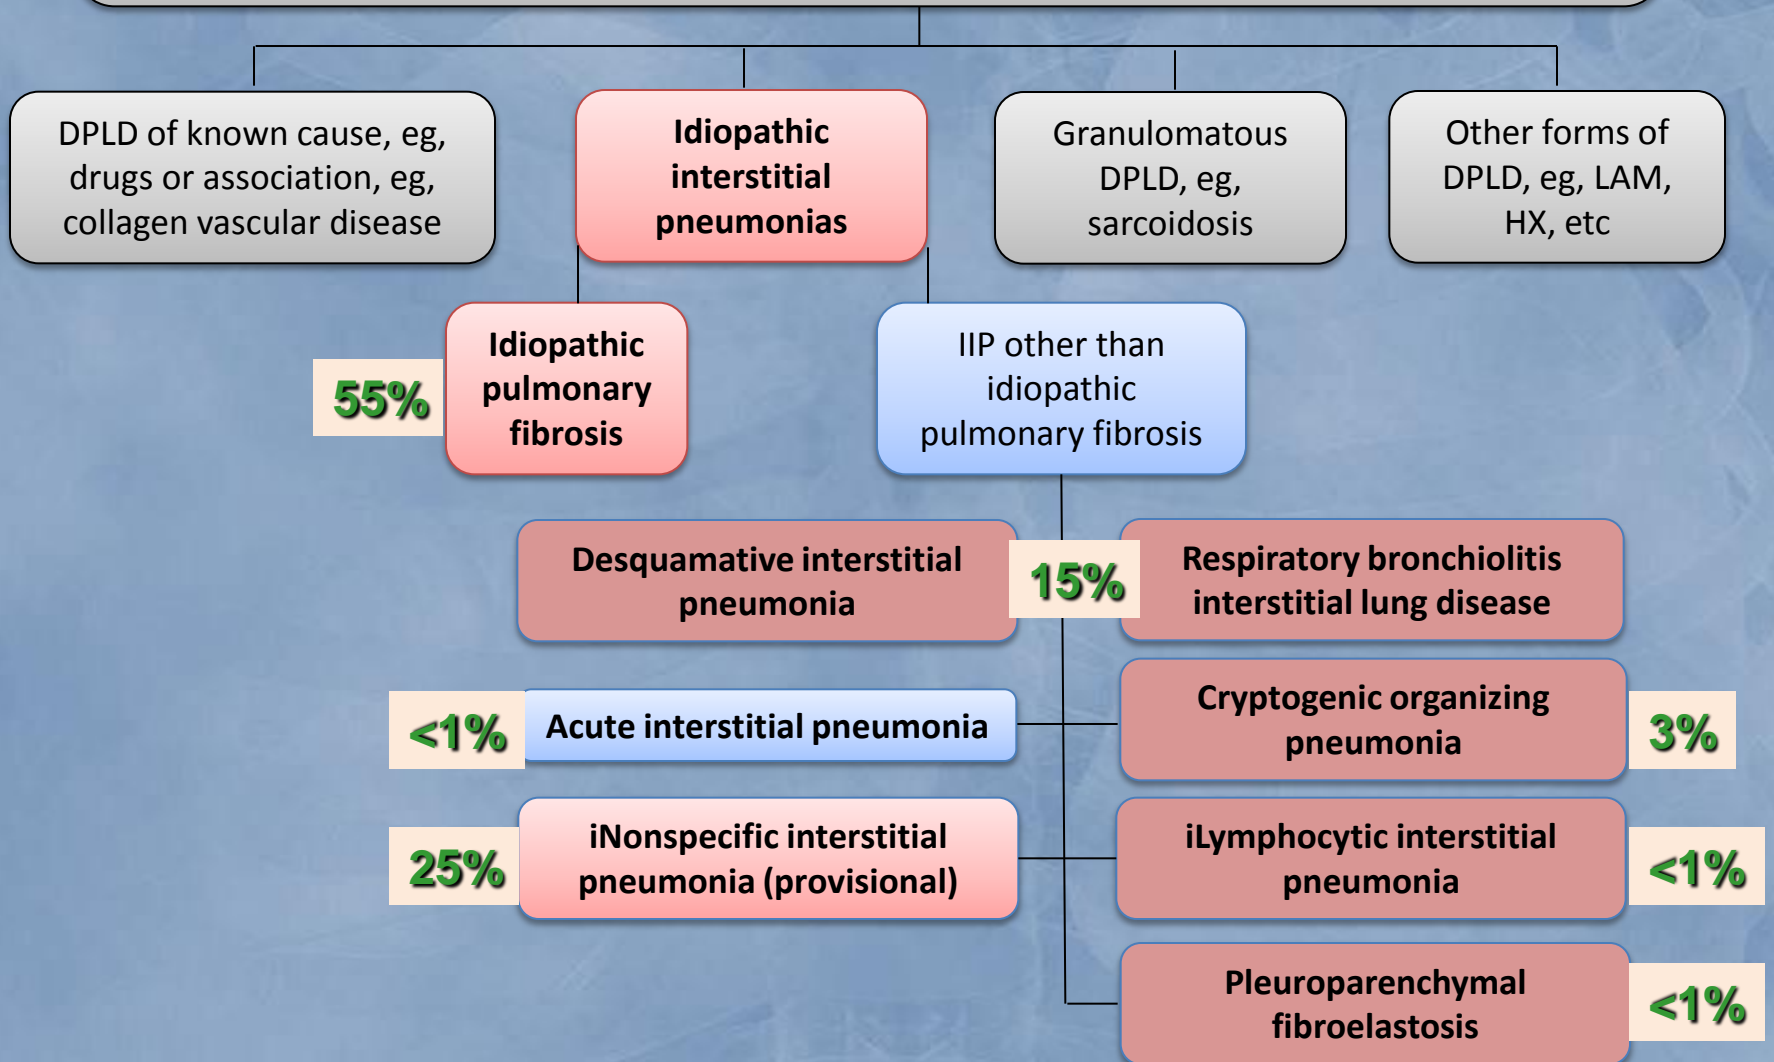 DPLD of known cause, eg,
drugs or association, eg,
collagen vascular disease
Idiopathic
interstitial
pneumonias
Granulomatous
DPLD, eg,
sarcoidosis
Other forms of
DPLD, eg, LAM,
HX, etc
55%
Idiopathic
pulmonary
fibrosis
IIP other than
idiopathic
pulmonary fibrosis
Desquamative interstitial
pneumonia
15%
Respiratory bronchiolitis
interstitial lung disease
<1%
Acute interstitial pneumonia
Cryptogenic organizing
pneumonia
3%
25%
iNonspecific interstitial
pneumonia (provisional)
iLymphocytic interstitial
pneumonia
<1%
Pleuroparenchymal
fibroelastosis
<1%